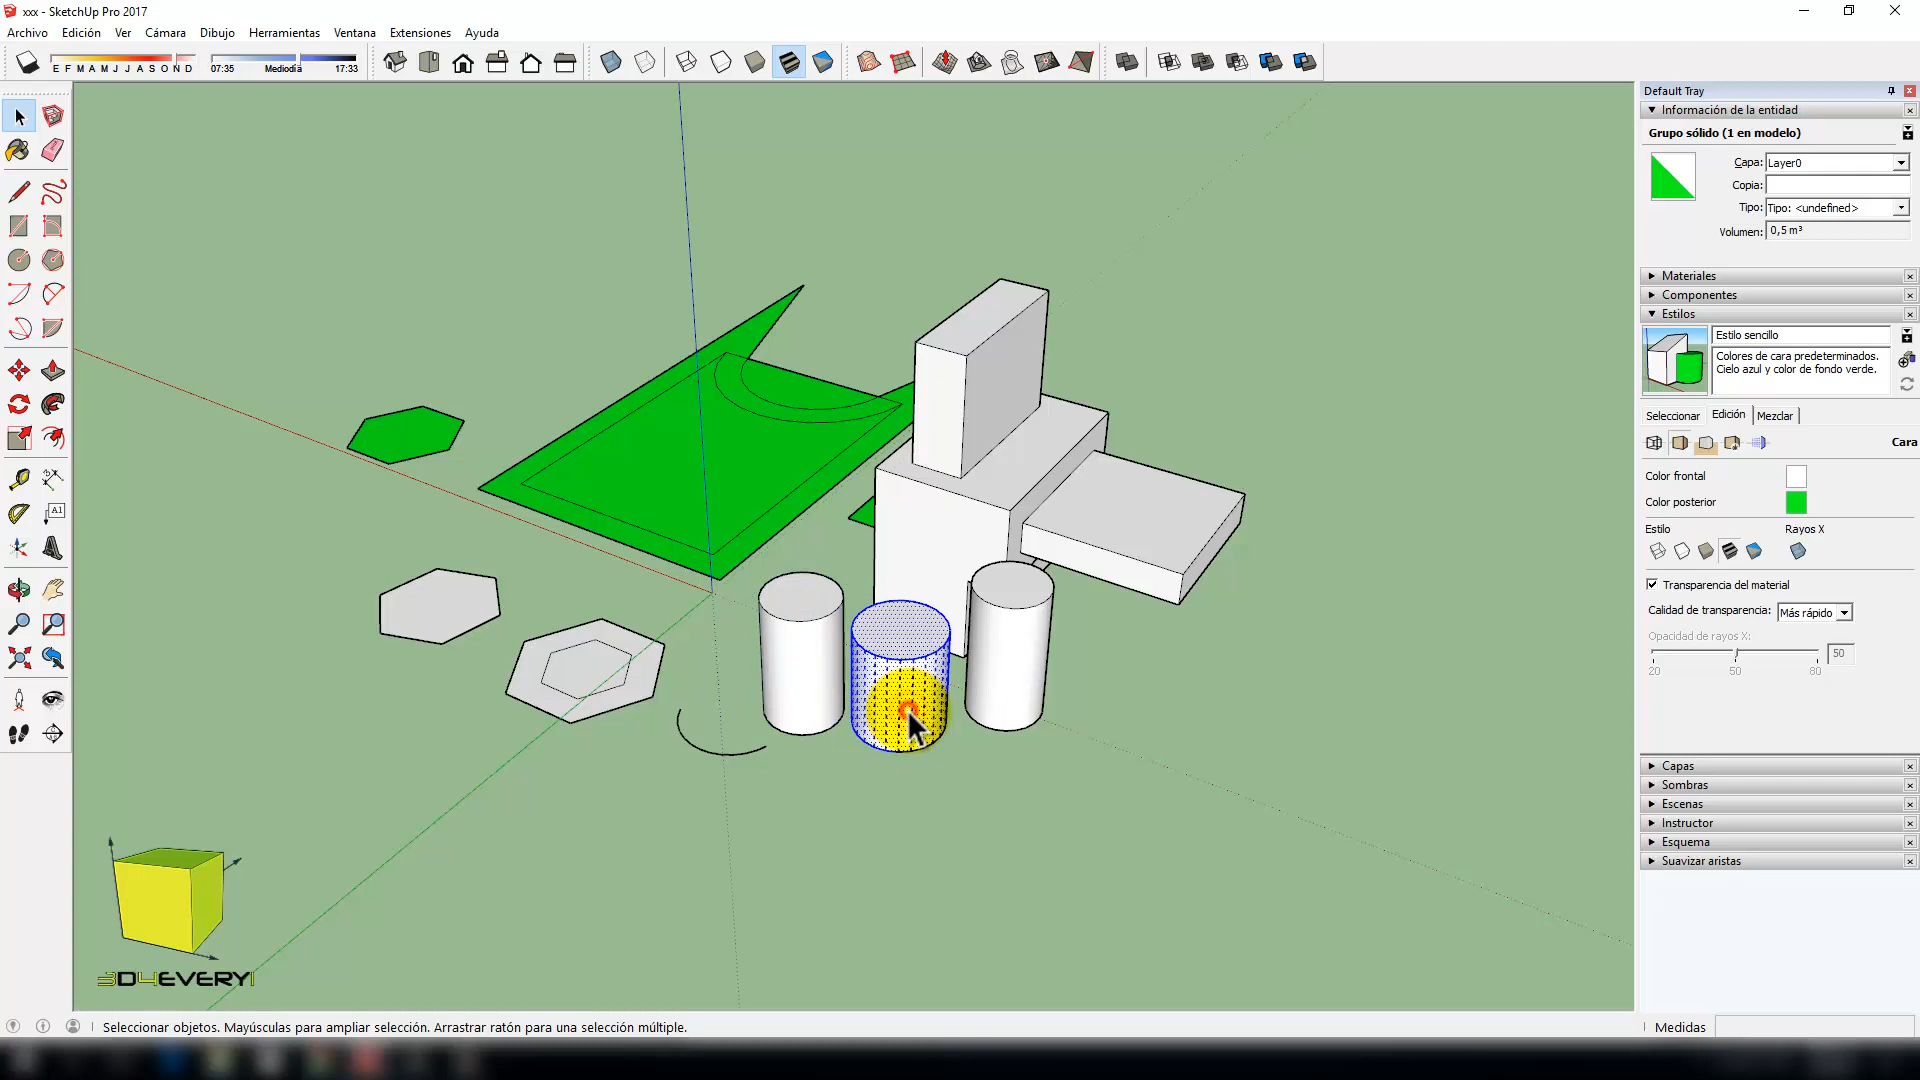 xxx - SketchUp Pro 2017
Archivo Edición Ver Cámara Dibujo Herramientas Ventana Extensiones Ayuda
E F M A M J J A S O N D 07:35 Mediodía 17:33
Default Tray
Información de la entidad
Grupo sólido (1 en modelo)
Capa: Layer0
Copia:
Tipo: Tipo: <undefined>
Volumen: 0,5 m³
Materiales
Componentes
Estilos
Estilo sencillo
Colores de cara predeterminados.
Cielo azul y color de fondo verde.
Seleccionar Edición Mezclar
Cara
Color frontal
Color posterior
Estilo Rayos X
Transparencia del material
Calidad de transparencia: Más rápido
Opacidad de rayos X: 50
20 50 80
Capas
Sombras
Escenas
Instructor
Esquema
Suavizar aristas
A1
3D4EVERY1
Seleccionar objetos. Mayúsculas para ampliar selección. Arrastrar ratón para una selección múltiple.
Medidas